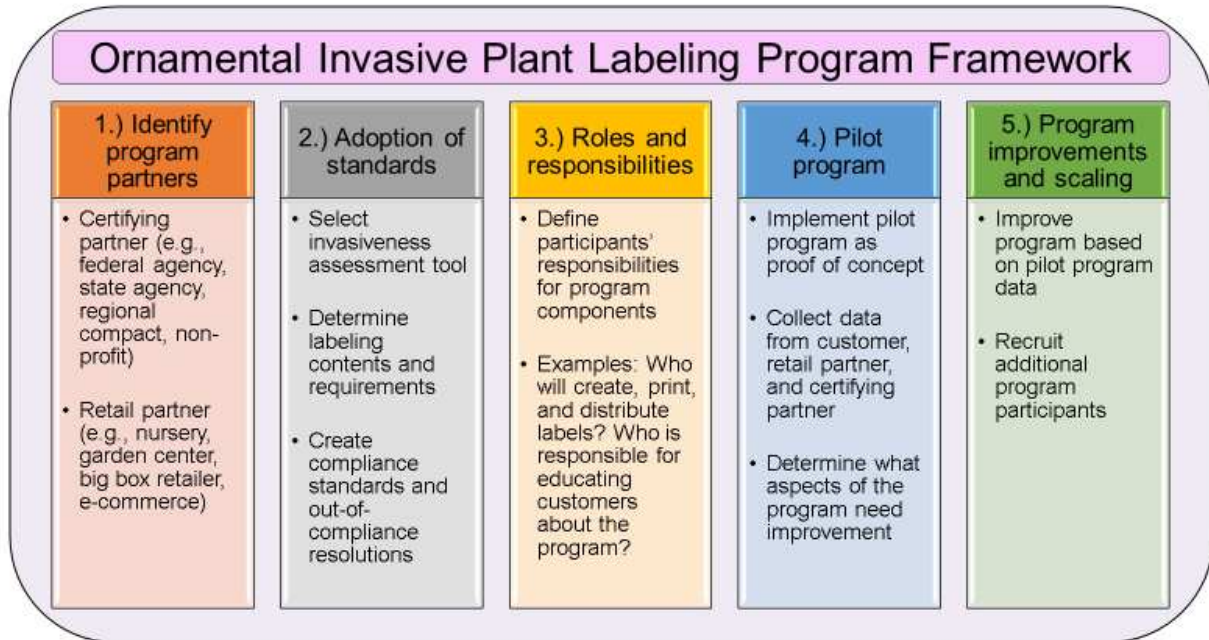 Ornamental Invasive Plant Labeling Program Framework
1.) Identify
program
partners
• Certifying
partner (e.g.,
federal agency,
state agency,
regional
compact, non-
profit)
• Retail partner
(e.g., nursery,
garden center,
big box retailer,
e-commerce)
2.) Adoption of
standards
• Select
invasiveness
assessment tool
• Determine
labeling
contents and
requirements
• Create
compliance
standards and
out-of-
compliance
resolutions
3.) Roles and
responsibilities
• Define
participants’
responsibilities
for program
components
• Examples: Who
will create, print,
and distribute
labels? Who is
responsible for
educating
customers
about the
program?
4.) Pilot
program
• Implement pilot
program as
proof of concept
• Collect data
from customer,
retail partner,
and certifying
partner
• Determine what
aspects of the
program need
improvement
5.) Program
improvements
and scaling
• Improve
program based
on pilot program
data
• Recruit
additional
program
participants